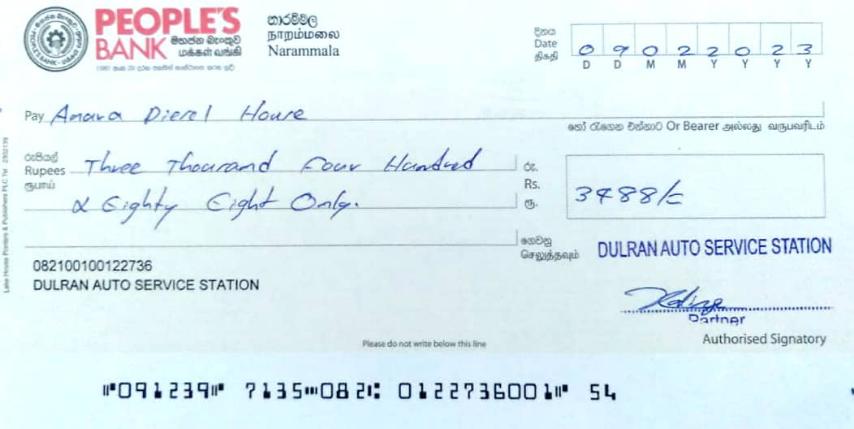 PEOPLE'S
BANK මහජන බැංකුව
மக்கள் வங்கி
නාරම්මල
நாரம்மலை
Narammala
දිනය
Date
திகதி
0 9 0 2 2 0 2 3
D D M M Y Y Y Y
Pay Amara Diesel House
හෝ රැගෙන එන්නාට Or Bearer அல்லது வருபவரிடம்
රුපියල්
Rupees Three Thousand Four Hundred
ரூபாய் & Eighty Eight Only.
රු.
Rs. 3488/=
ரூ.
ගෙවනු
செலுத்தவும்
DULRAN AUTO SERVICE STATION
082100100122736
DULRAN AUTO SERVICE STATION
Partner
Authorised Signatory
Please do not write below this line
⑈091239⑈ 7135⑉082⑆ 0122736001⑈ 54